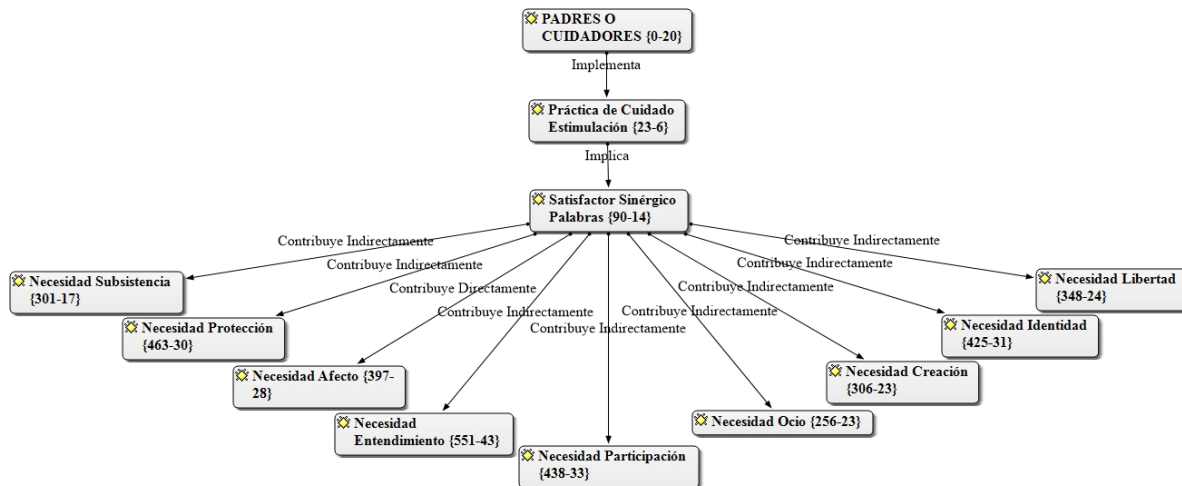 PADRES O
CUIDADORES {0-20}
Implementa
Práctica de Cuidado
Estimulación {23-6}
Implica
Satisfactor Sinérgico
Palabras {90-14}
Contribuye Indirectamente
Contribuye Indirectamente
Contribuye Indirectamente
Contribuye Indirectamente
Contribuye Directamente
Contribuye Indirectamente
Contribuye Indirectamente
Contribuye Indirectamente
Contribuye Indirectamente
Necesidad Subsistencia
{301-17}
Necesidad Libertad
{348-24}
Necesidad Protección
{463-30}
Necesidad Identidad
{425-31}
Necesidad Afecto {397-
28}
Necesidad Creación
{306-23}
Necesidad
Entendimiento {551-43}
Necesidad Ocio {256-23}
Necesidad Participación
{438-33}